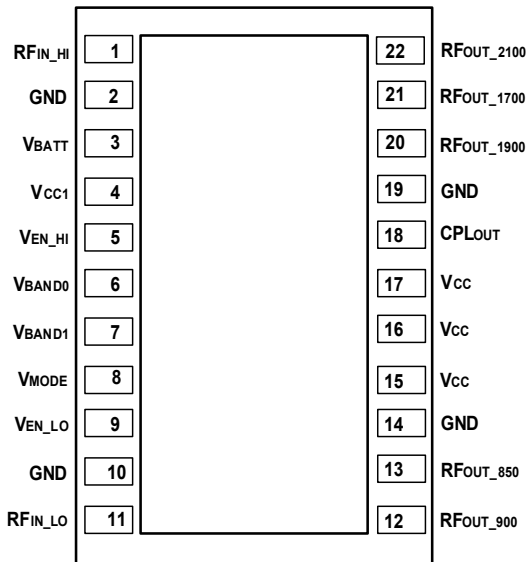 RFIN_HI 1 22 RFOUT_2100
GND 2 21 RFOUT_1700
VBATT 3 20 RFOUT_1900
VCC1 4 19 GND
VEN_HI 5 18 CPLOUT
VBAND0 6 17 VCC
VBAND1 7 16 VCC
VMODE 8 15 VCC
VEN_LO 9 14 GND
GND 10 13 RFOUT_850
RFIN_LO 11 12 RFOUT_900